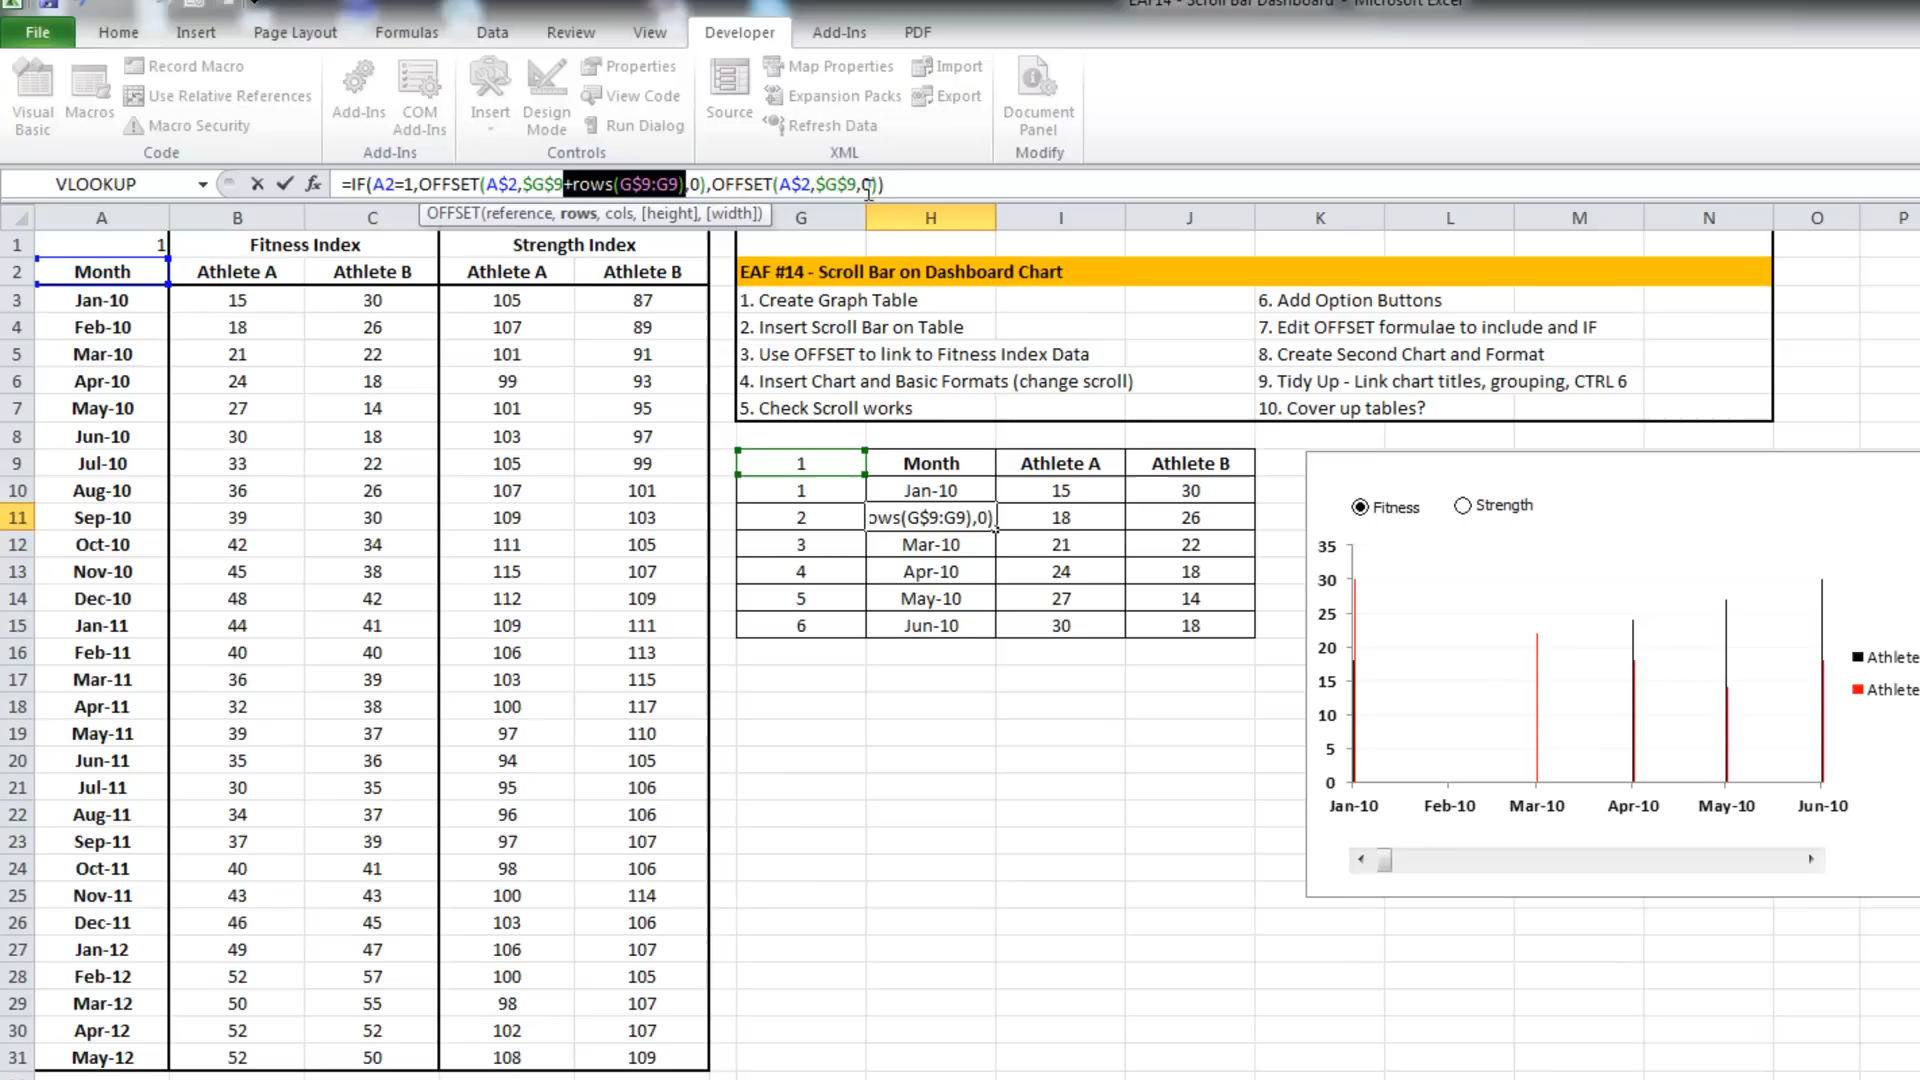 EAF14 - Scroll Bar Dashboard - Microsoft Excel
File Home Insert Page Layout Formulas Data Review View Developer Add-Ins PDF
Visual Basic
Macros
Record Macro
Use Relative References
Macro Security
Code
Add-Ins
COM Add-Ins
Add-Ins
Insert
Design Mode
Properties
View Code
Run Dialog
Controls
Source
Map Properties
Expansion Packs
Refresh Data
Import
Export
XML
Document Panel
Modify
VLOOKUP fx =IF(A2=1,OFFSET(A$2,$G$9+rows(G$9:G9),0),OFFSET(A$2,$G$9,0))
OFFSET(reference, rows, cols, [height], [width])
A B C G H I J K L M N O P
1 1 Fitness Index Strength Index
2 Month Athlete A Athlete B Athlete A Athlete B EAF #14 - Scroll Bar on Dashboard Chart
3 Jan-10 15 30 105 87 1. Create Graph Table 6. Add Option Buttons
4 Feb-10 18 26 107 89 2. Insert Scroll Bar on Table 7. Edit OFFSET formulae to include and IF
5 Mar-10 21 22 101 91 3. Use OFFSET to link to Fitness Index Data 8. Create Second Chart and Format
6 Apr-10 24 18 99 93 4. Insert Chart and Basic Formats (change scroll) 9. Tidy Up - Link chart titles, grouping, CTRL 6
7 May-10 27 14 101 95 5. Check Scroll works 10. Cover up tables?
8 Jun-10 30 18 103 97
9 Jul-10 33 22 105 99 1 Month Athlete A Athlete B
10 Aug-10 36 26 107 101 1 Jan-10 15 30
11 Sep-10 39 30 109 103 2 ows(G$9:G9),0) 18 26
12 Oct-10 42 34 111 105 3 Mar-10 21 22
13 Nov-10 45 38 115 107 4 Apr-10 24 18
14 Dec-10 48 42 112 109 5 May-10 27 14
15 Jan-11 44 41 109 111 6 Jun-10 30 18
16 Feb-11 40 40 106 113
17 Mar-11 36 39 103 115
18 Apr-11 32 38 100 117
19 May-11 39 37 97 110
20 Jun-11 35 36 94 105
21 Jul-11 30 35 95 106
22 Aug-11 34 37 96 106
23 Sep-11 37 39 97 107
24 Oct-11 40 41 98 106
25 Nov-11 43 43 100 114
26 Dec-11 46 45 103 106
27 Jan-12 49 47 106 107
28 Feb-12 52 57 100 105
29 Mar-12 50 55 98 107
30 Apr-12 52 52 102 107
31 May-12 52 50 108 109
Fitness Strength
35
30
25
20
15
10
5
0
Jan-10 Feb-10 Mar-10 Apr-10 May-10 Jun-10
Athlete
Athlete